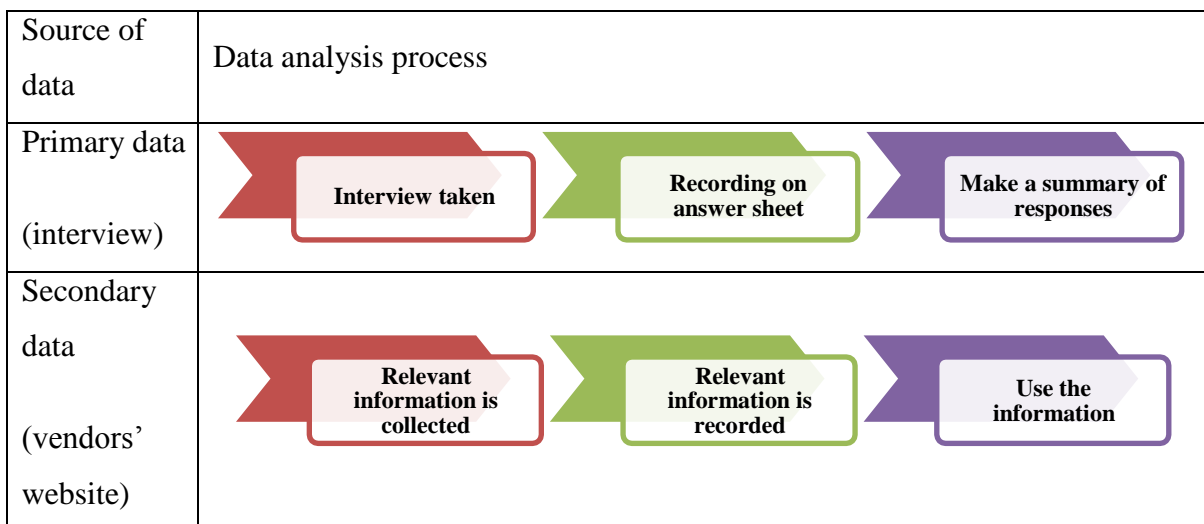 Source of
data
Data analysis process
Primary data
(interview)
Interview taken
Recording on
answer sheet
Make a summary of
responses
Secondary
data
(vendors’
website)
Relevant
information is
collected
Relevant
information is
recorded
Use the
information